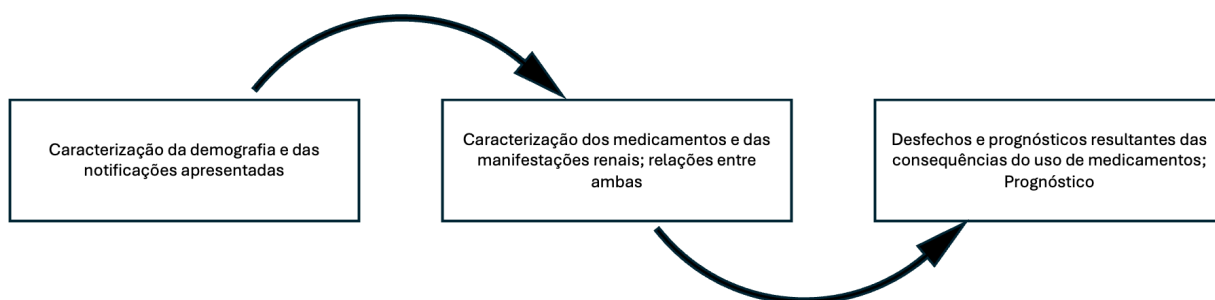 Caracterização da demografia e das
notificações apresentadas
Caracterização dos medicamentos e das
manifestações renais; relações entre
ambas
Desfechos e prognósticos resultantes das
consequências do uso de medicamentos;
Prognóstico